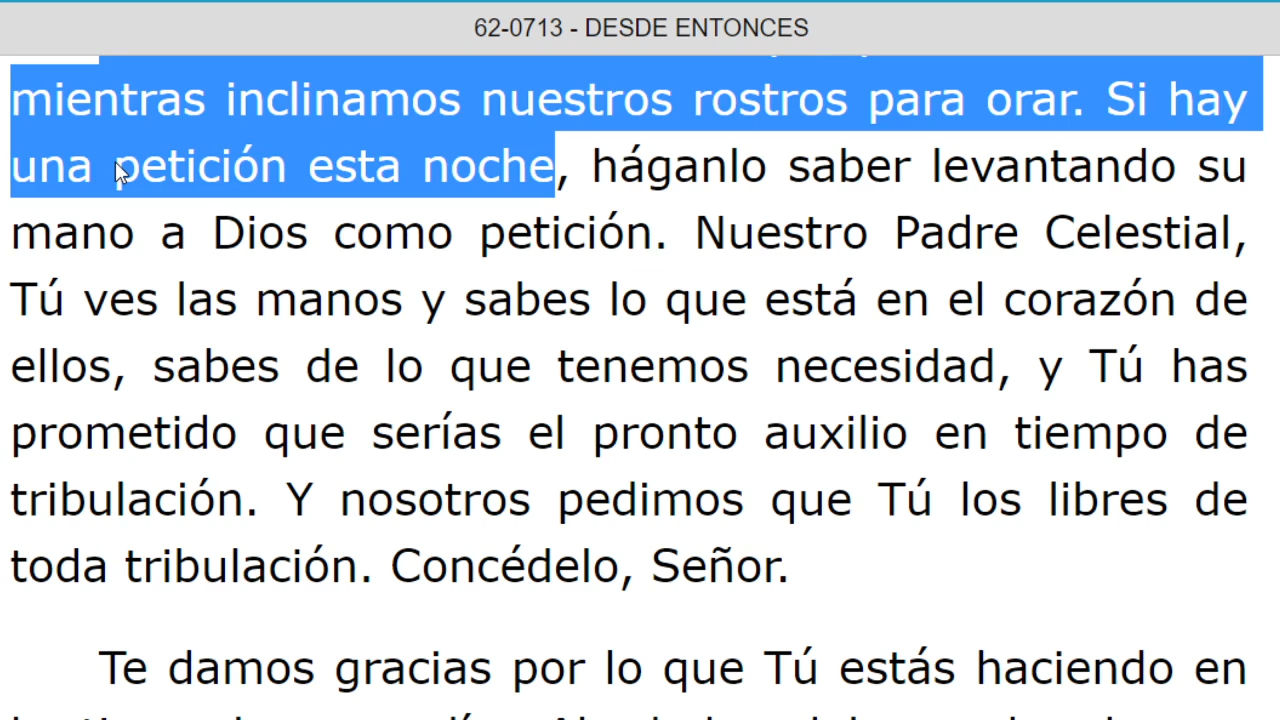 62-0713 - DESDE ENTONCES
mientras inclinamos nuestros rostros para orar. Si hay
una petición esta noche, háganlo saber levantando su
mano a Dios como petición. Nuestro Padre Celestial,
Tú ves las manos y sabes lo que está en el corazón de
ellos, sabes de lo que tenemos necesidad, y Tú has
prometido que serías el pronto auxilio en tiempo de
tribulación. Y nosotros pedimos que Tú los libres de
toda tribulación. Concédelo, Señor.
Te damos gracias por lo que Tú estás haciendo en